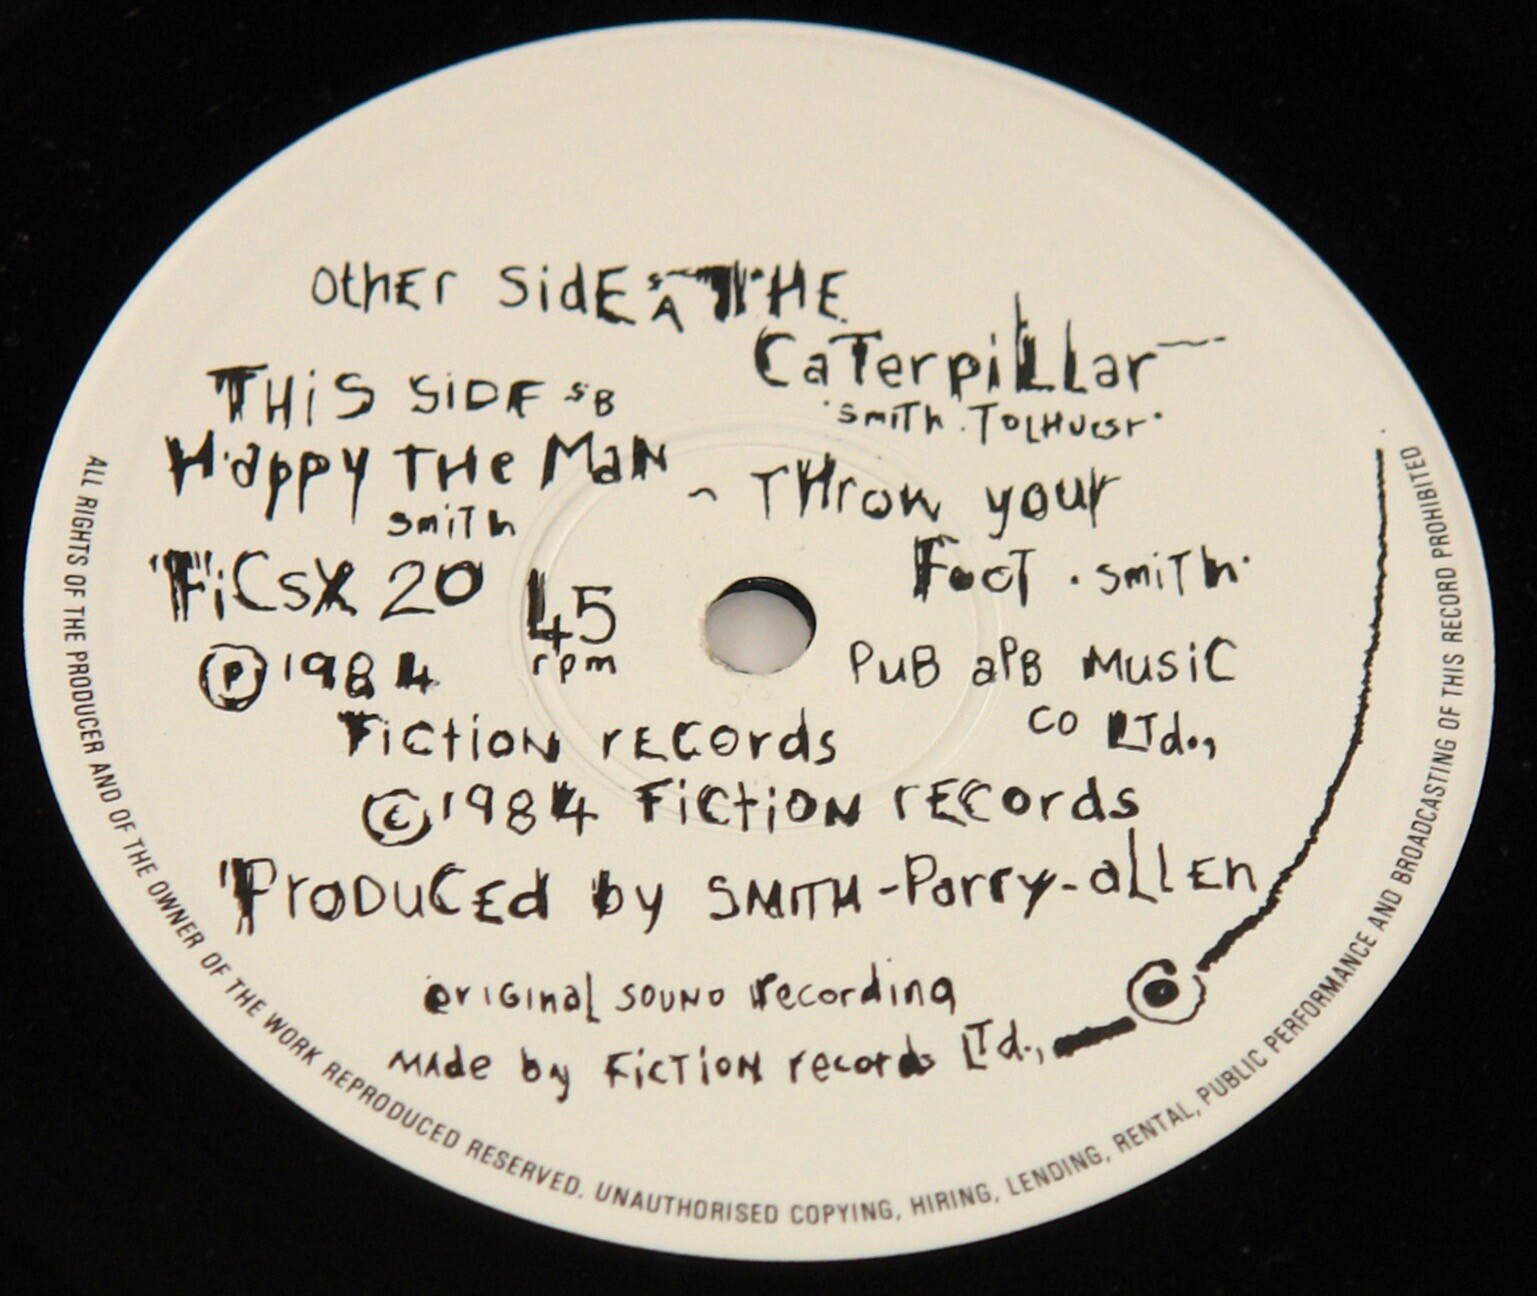 other sidE s A THE
CaTerpiLLar
smiTh . TOLHURST.
THiS SiDE s B
Happy THe MaN
smiTh
~ THrow your
FooT . smiTh.
"FiCsX 20
45
rpm
Ⓟ 1984
Fiction rECords
PuB aPB MusiC
co LTd.,
© 1984 FiCtiON rECords
"ProDuCEd by SMITH - Parry - aLLEn
oriGinal souND recording
MAde by FiCTiON records LTd.,
ALL RIGHTS OF THE PRODUCER AND OF THE OWNER OF THE WORK REPRODUCED RESERVED. UNAUTHORISED COPYING, HIRING, LENDING, RENTAL, PUBLIC PERFORMANCE AND BROADCASTING OF THIS RECORD PROHIBITED